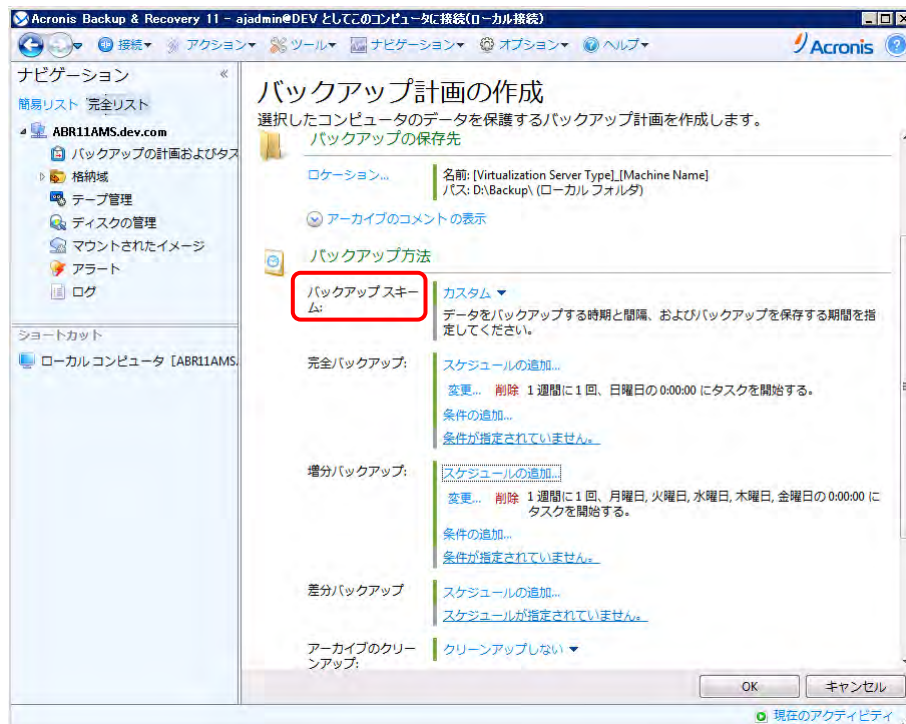 Acronis Backup & Recovery 11 - ajadmin@DEV としてこのコンピュータに接続(ローカル接続)
接続 アクション ツール ナビゲーション オプション ヘルプ
Acronis
ナビゲーション
簡易リスト 完全リスト
ABR11AMS.dev.com
バックアップの計画およびタス
格納域
テープ管理
ディスクの管理
マウントされたイメージ
アラート
ログ
ショートカット
ローカル コンピュータ [ABR11AMS.
バックアップ計画の作成
選択したコンピュータのデータを保護するバックアップ計画を作成します。
バックアップの保存先
ロケーション...
名前: [Virtualization Server Type]_[Machine Name]
パス: D:\Backup\ (ローカル フォルダ)
アーカイブのコメントの表示
バックアップ方法
バックアップ スキー
ム:
カスタム
データをバックアップする時期と間隔、およびバックアップを保存する期間を指
定してください。
完全バックアップ:
スケジュールの追加...
変更... 削除 1 週間に 1 回、日曜日の 0:00:00 にタスクを開始する。
条件の追加...
条件が指定されていません。
増分バックアップ:
スケジュールの追加...
変更... 削除 1 週間に 1 回、月曜日, 火曜日, 水曜日, 木曜日, 金曜日の 0:00:00 に
タスクを開始する。
条件の追加...
条件が指定されていません。
差分バックアップ
スケジュールの追加...
スケジュールが指定されていません。
アーカイブのクリー
ンアップ:
クリーンアップしない
OK
キャンセル
現在のアクティビティ